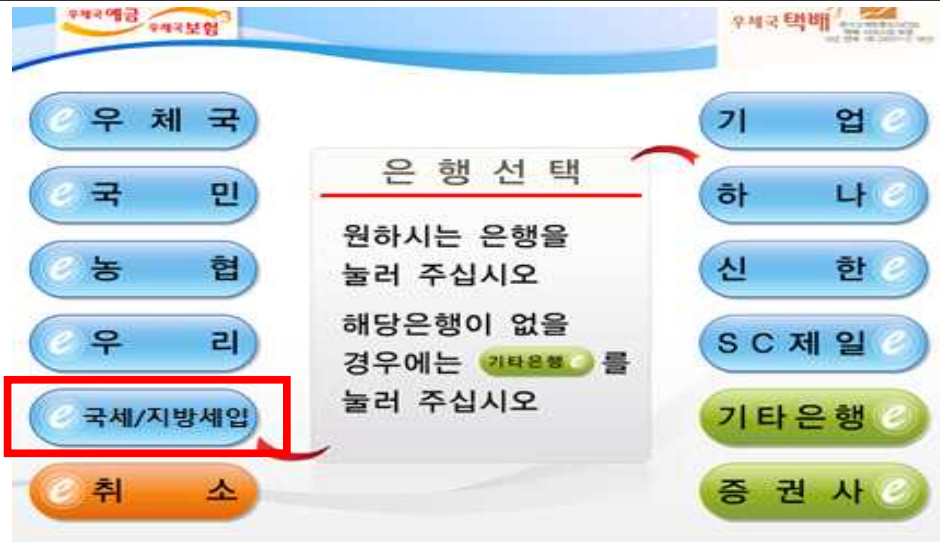 우체국예금
우체국보험
우체국 택배
우 체 국
국 민
농 협
우 리
국세/지방세입
취 소
은 행 선 택
원하시는 은행을
눌러 주십시오
해당은행이 없을
경우에는 기타은행 를
눌러 주십시오
기 업
하 나
신 한
SC제일
기타은행
증 권 사